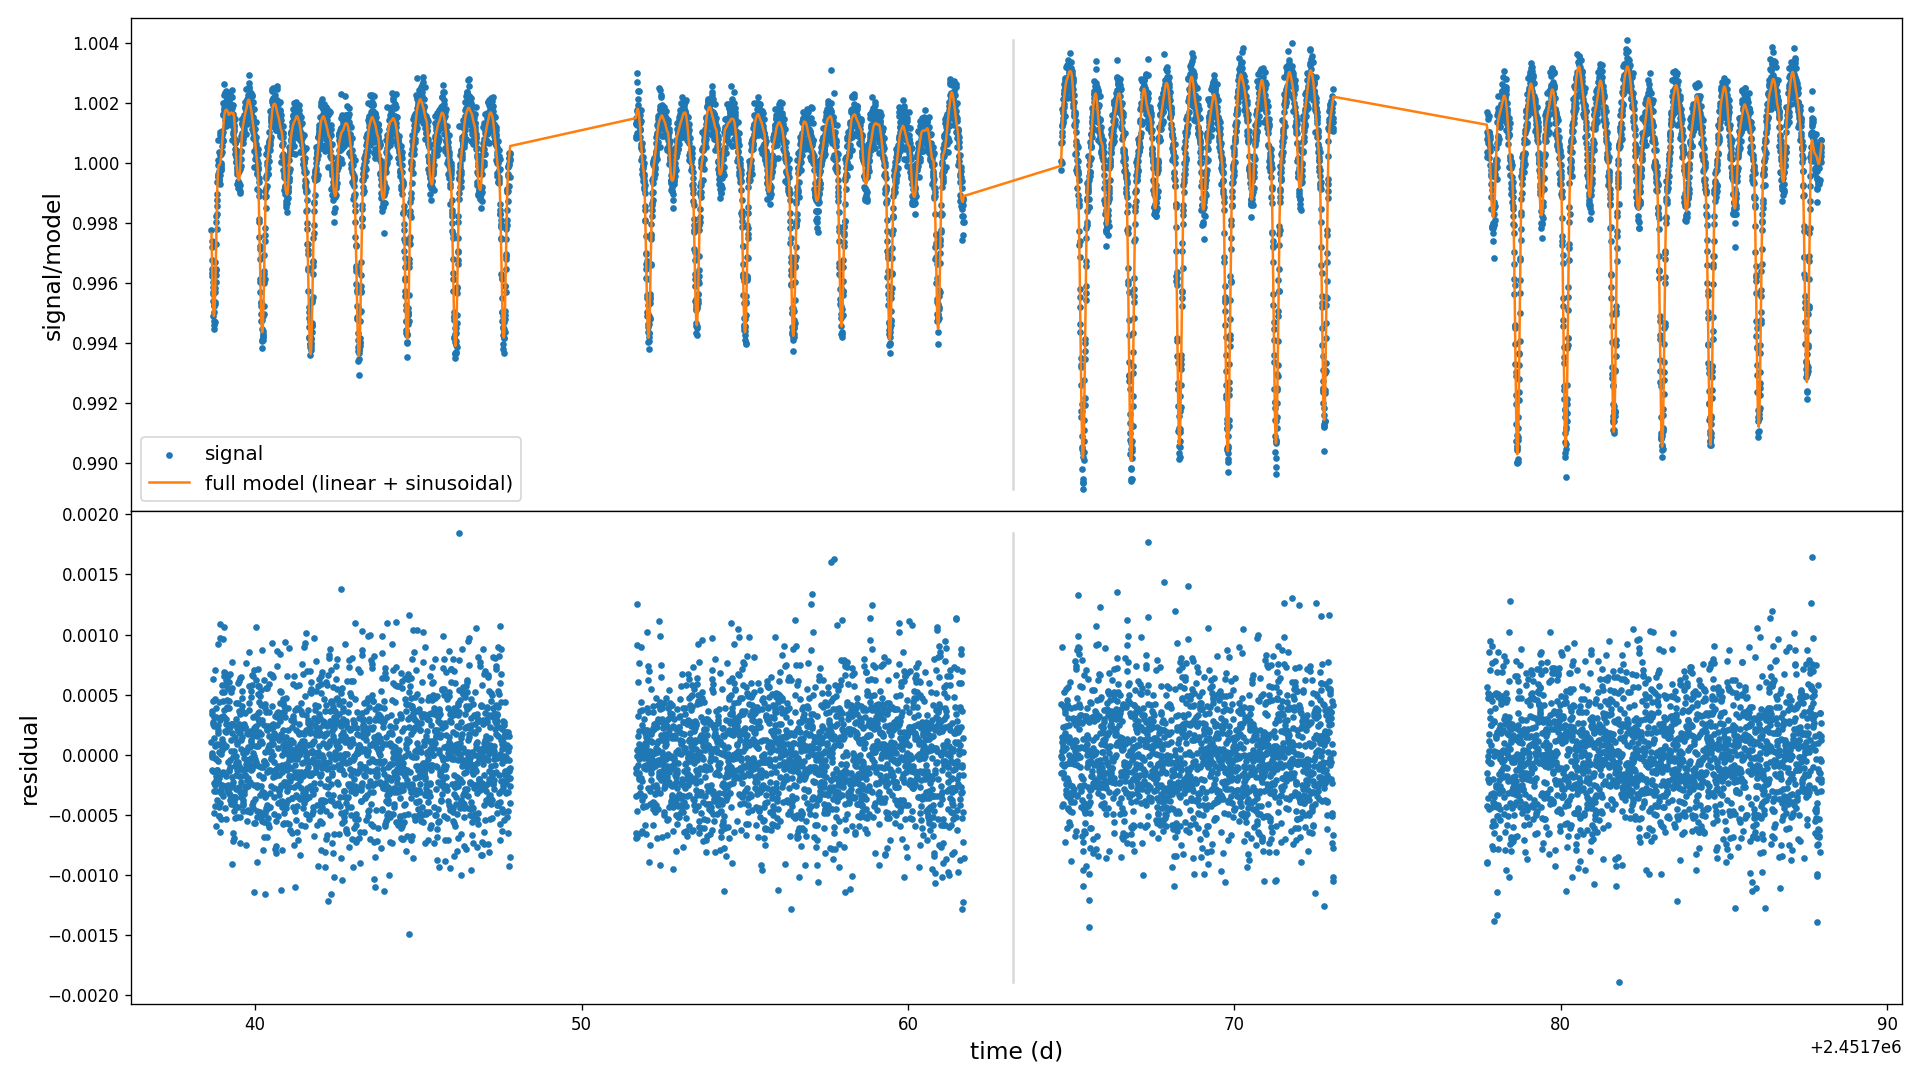 1.004
1.002
1.000
0.998
0.996
0.994
0.992
0.990
signal/model
signal
full model (linear + sinusoidal)
0.0020
0.0015
0.0010
0.0005
0.0000
−0.0005
−0.0010
−0.0015
−0.0020
residual
40 50 60 70 80 90
time (d)
+2.4517e6